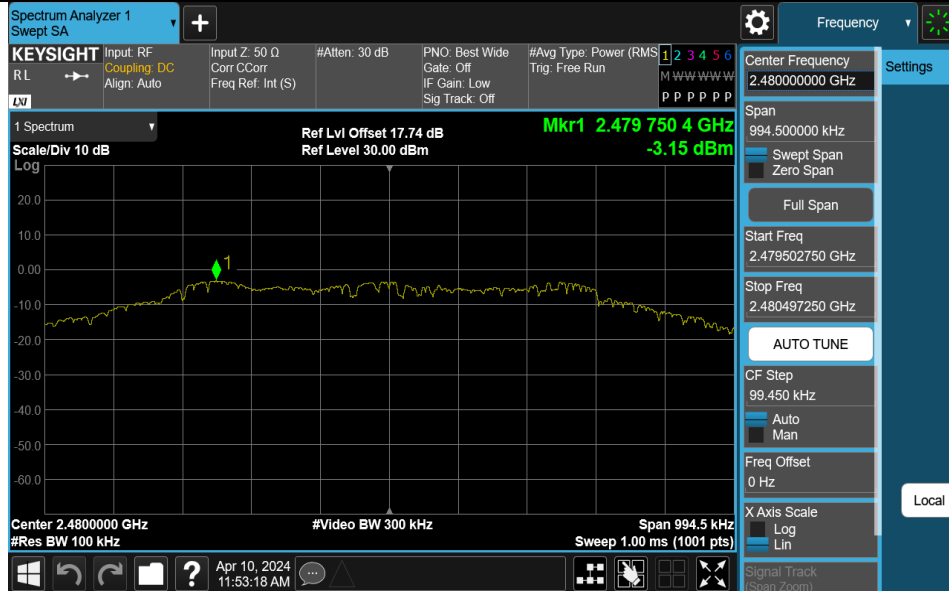 Spectrum Analyzer 1
Swept SA
+
Frequency
KEYSIGHT
RL
LXI
Input: RF
Coupling: DC
Align: Auto
Input Z: 50 Ω
Corr CCorr
Freq Ref: Int (S)
#Atten: 30 dB
PNO: Best Wide
Gate: Off
IF Gain: Low
Sig Track: Off
#Avg Type: Power (RMS
Trig: Free Run
1 2 3 4 5 6
M W W W W W
P P P P P P
1 Spectrum
Scale/Div 10 dB
Log
Ref Lvl Offset 17.74 dB
Ref Level 30.00 dBm
Mkr1 2.479 750 4 GHz
-3.15 dBm
20.0
10.0
0.00
-10.0
-20.0
-30.0
-40.0
-50.0
-60.0
1
Center 2.4800000 GHz
#Res BW 100 kHz
#Video BW 300 kHz
Span 994.5 kHz
Sweep 1.00 ms (1001 pts)
?
Apr 10, 2024
11:53:18 AM
Center Frequency
2.480000000 GHz
Span
994.500000 kHz
Swept Span
Zero Span
Full Span
Start Freq
2.479502750 GHz
Stop Freq
2.480497250 GHz
AUTO TUNE
CF Step
99.450 kHz
Auto
Man
Freq Offset
0 Hz
X Axis Scale
Log
Lin
Signal Track
(Span Zoom)
Settings
Local